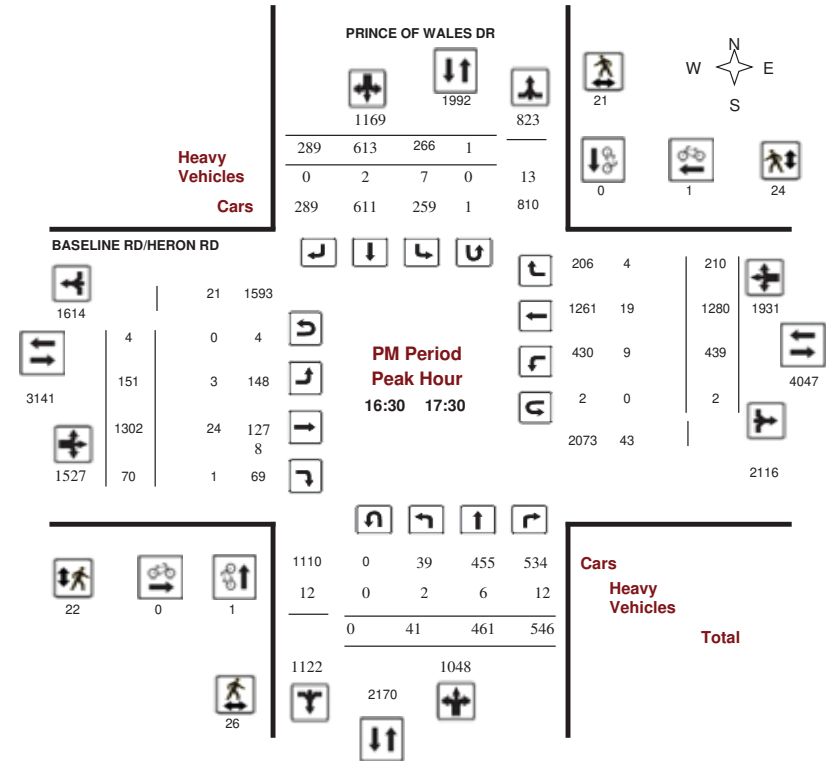 PRINCE OF WALES DR
N
W E
S
1992
21
1169
823
289 613 266 1
Heavy
Vehicles
0 2 7 0 13
Cars
289 611 259 1 810
0 1 24
BASELINE RD/HERON RD
1614
21 1593
206 4 210
1261 19 1280 1931
4 0 4
3141
PM Period
Peak Hour
16:30 17:30
430 9 439
4047
151 3 148
2 0 2
1302 24 127
8
2073 43
1527 70 1 69
2116
1110 0 39 455 534
Cars
12 0 2 6 12
Heavy
Vehicles
22 0 1
0 41 461 546
Total
1122
1048
2170
26